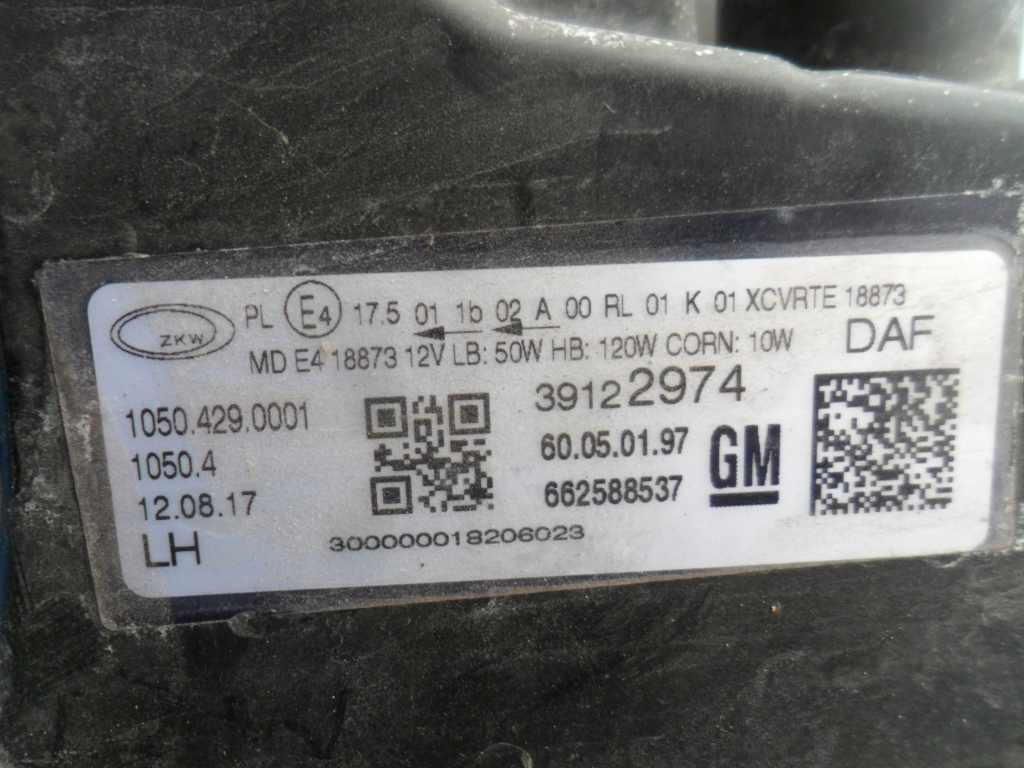 ZKW
PL E4 17.5 01 1b 02 A 00 RL 01 K 01 XCVRTE 18873
MD E4 18873 12V LB: 50W HB: 120W CORN: 10W
DAF
1050.429.0001
1050.4
12.08.17
LH
39122974
60.05.01.97
662588537
GM
300000018206023